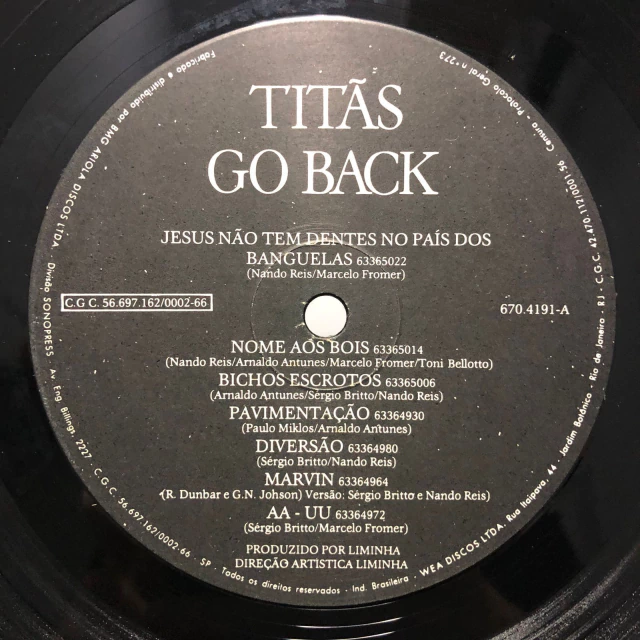 TITÃS
GO BACK
JESUS NÃO TEM DENTES NO PAÍS DOS
BANGUELAS 63365022
(Nando Reis/Marcelo Fromer)
C.G.C. 56.697.162/0002-66
670.4191-A
NOME AOS BOIS 63365014
(Nando Reis/Arnaldo Antunes/Marcelo Fromer/Toni Bellotto)
BICHOS ESCROTOS 63365006
(Arnaldo Antunes/Sérgio Britto/Nando Reis)
PAVIMENTAÇÃO 63364930
(Paulo Miklos/Arnaldo Antunes)
DIVERSÃO 63364980
(Sérgio Britto/Nando Reis)
MARVIN 63364964
(R. Dunbar e G.N. Johson) Versão: Sérgio Britto e Nando Reis)
AA - UU 63364972
(Sérgio Britto/Marcelo Fromer)
PRODUZIDO POR LIMINHA
DIREÇÃO ARTÍSTICA LIMINHA
Fabricado e distribuido por BMG ARIOLA DISCOS LTDA. Divisão SONOPRESS Av. Eng. Billings, 2227 C.G.C. 56.697.162/0002-66 SP - Todos os direitos reservados - Ind. Brasileira - WEA DISCOS LTDA. Rua Itaipava, 44 Jardim Botânico - Rio de Janeiro - RJ - C.G.C. 42.470.112/0001-56 Censura - Protocolo Geral nº 273